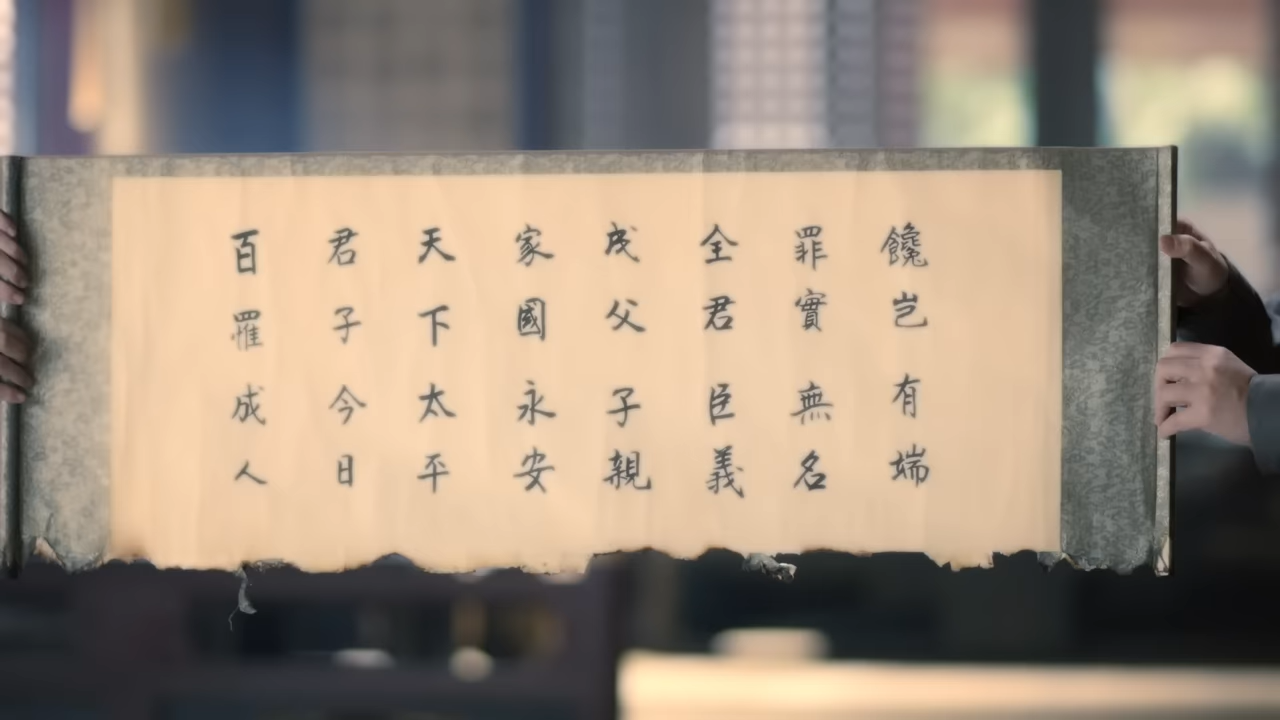 饞岂有端
罪實無名
全君臣義
成父子親
家國永安
天下太平
君子今日
百罹成人